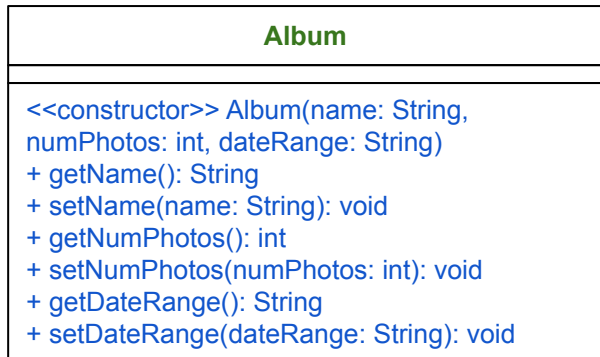 Album
<<constructor>> Album(name: String,
numPhotos: int, dateRange: String)
+ getName(): String
+ setName(name: String): void
+ getNumPhotos(): int
+ setNumPhotos(numPhotos: int): void
+ getDateRange(): String
+ setDateRange(dateRange: String): void